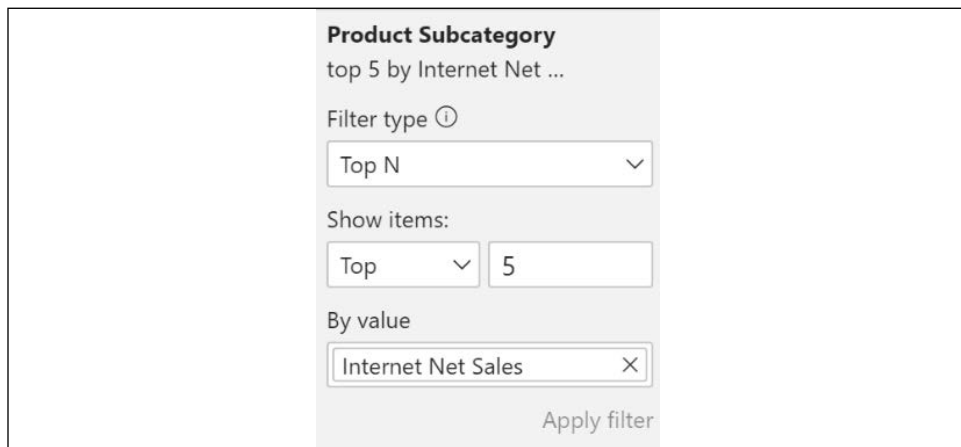 Product Subcategory
top 5 by Internet Net ...
Filter type
Top N
Show items:
Top 5
By value
Internet Net Sales
Apply filter